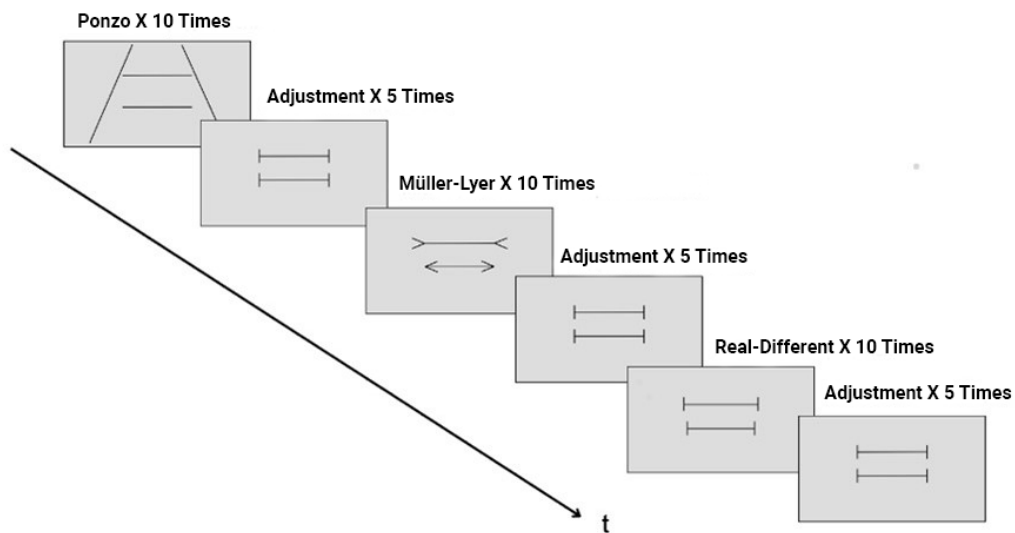 Ponzo X 10 Times
Adjustment X 5 Times
Müller-Lyer X 10 Times
Adjustment X 5 Times
Real-Different X 10 Times
Adjustment X 5 Times
t